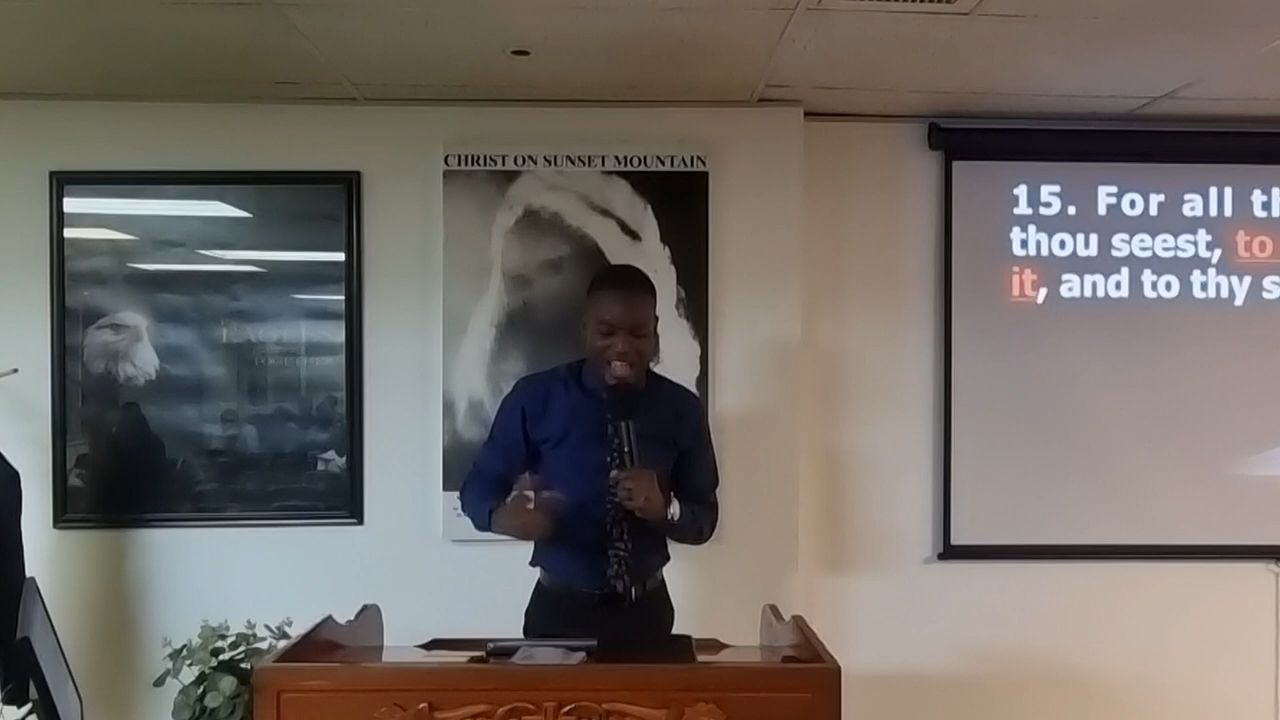 CHRIST ON SUNSET MOUNTAIN
15. For all th
thou seest, to
it, and to thy s